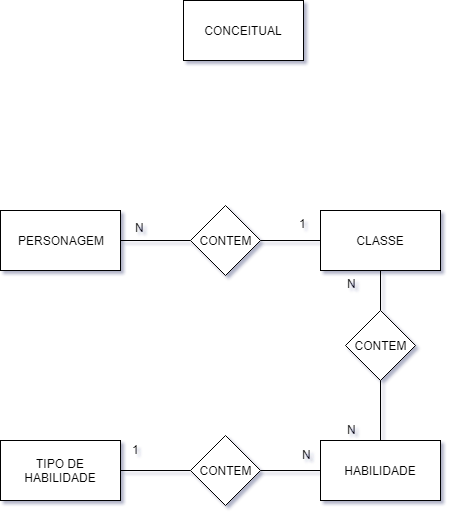 CONCEITUAL
N
1
PERSONAGEM
CONTEM
CLASSE
N
CONTEM
N
1
N
TIPO DE
HABILIDADE
CONTEM
HABILIDADE